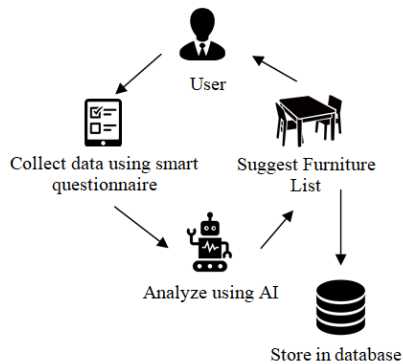 User
Collect data using smart
questionnaire
Suggest Furniture
List
Analyze using AI
Store in database